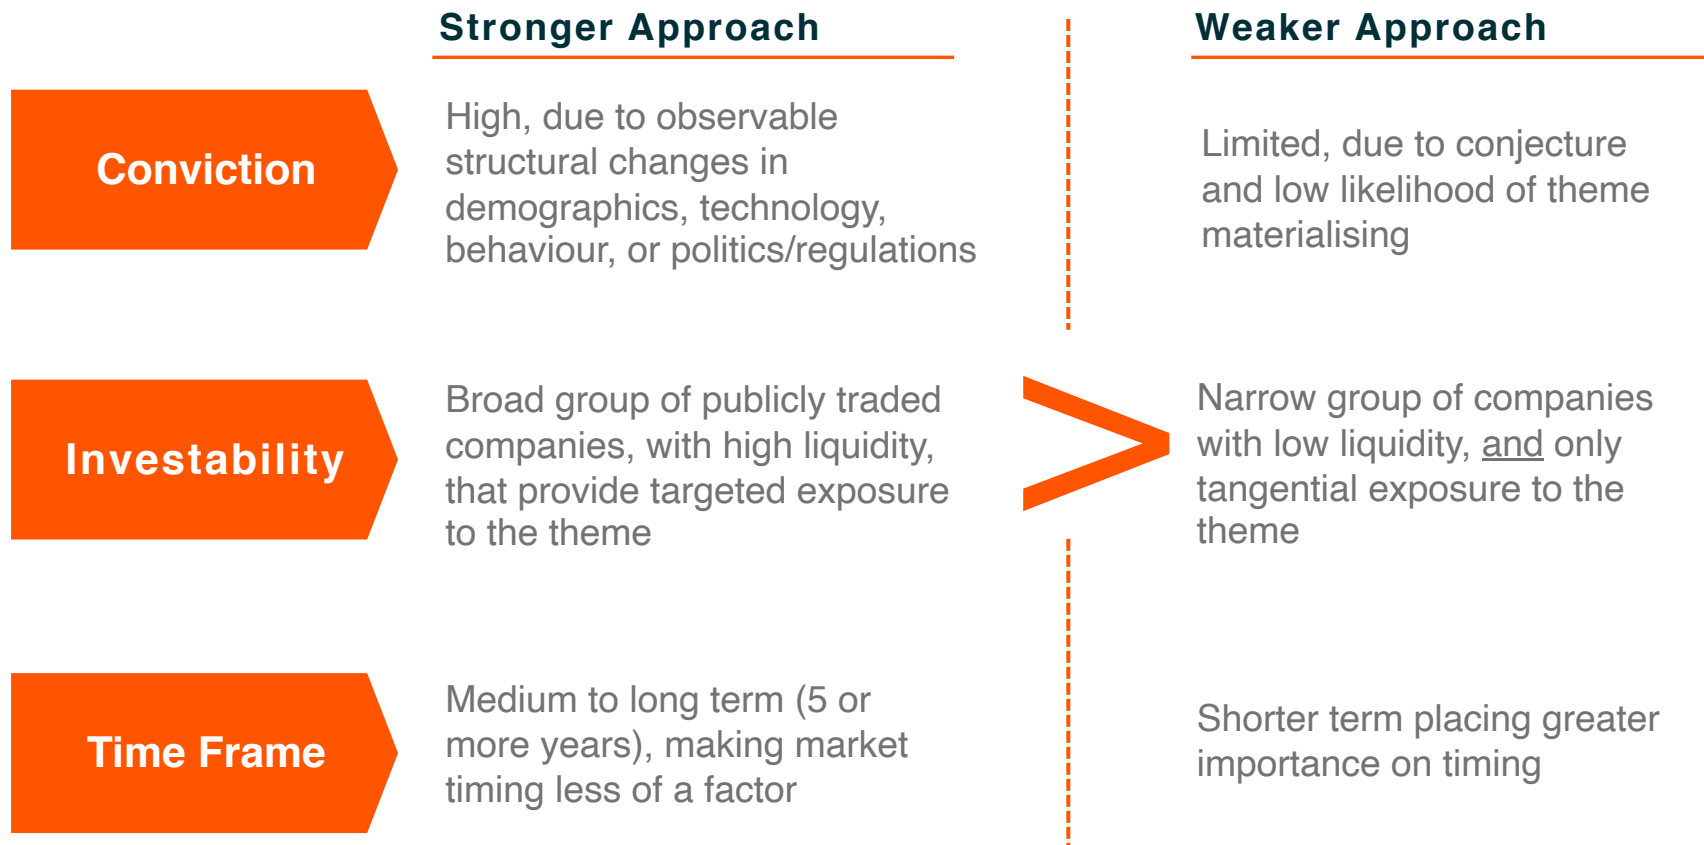 Stronger Approach
Weaker Approach
Conviction
High, due to observable
structural changes in
demographics, technology,
behaviour, or politics/regulations
Limited, due to conjecture
and low likelihood of theme
materialising
Investability
Broad group of publicly traded
companies, with high liquidity,
that provide targeted exposure
to the theme
>
Narrow group of companies
with low liquidity, and only
tangential exposure to the
theme
Time Frame
Medium to long term (5 or
more years), making market
timing less of a factor
Shorter term placing greater
importance on timing